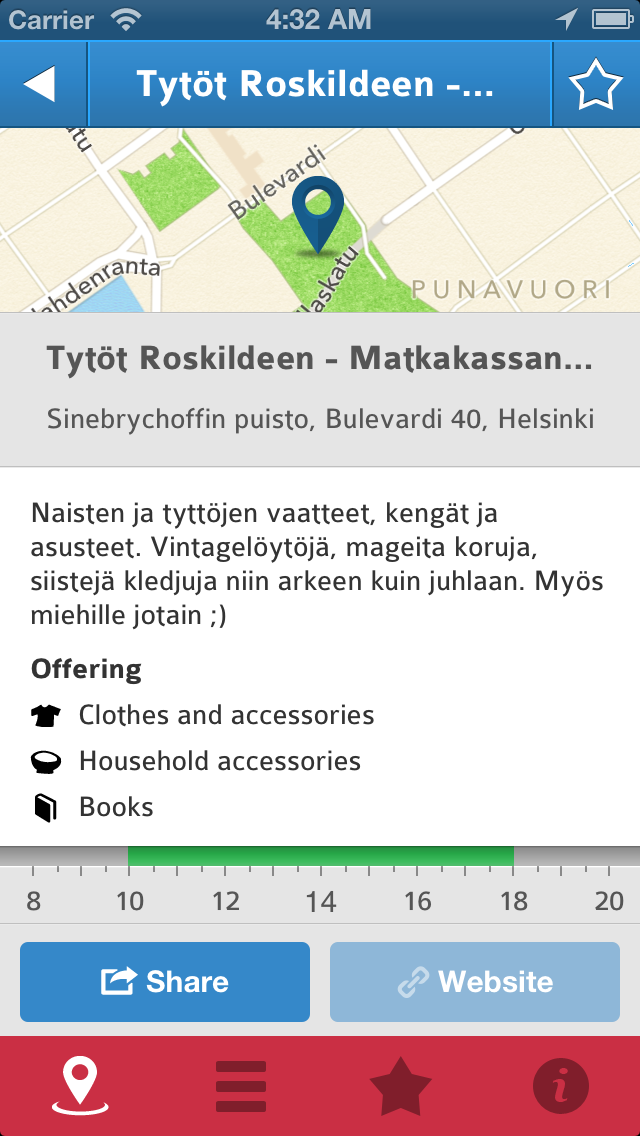 Carrier 4:32 AM
Tytöt Roskildeen -...
Bulevardi
PUNAVUORI
Tytöt Roskildeen - Matkakassan...
Sinebrychoffin puisto, Bulevardi 40, Helsinki
Naisten ja tyttöjen vaatteet, kengät ja
asusteet. Vintagelöytöjä, mageita koruja,
siistejä kledjuja niin arkeen kuin juhlaan. Myös
miehille jotain ;)
Offering
Clothes and accessories
Household accessories
Books
8 10 12 14 16 18 20
Share Website